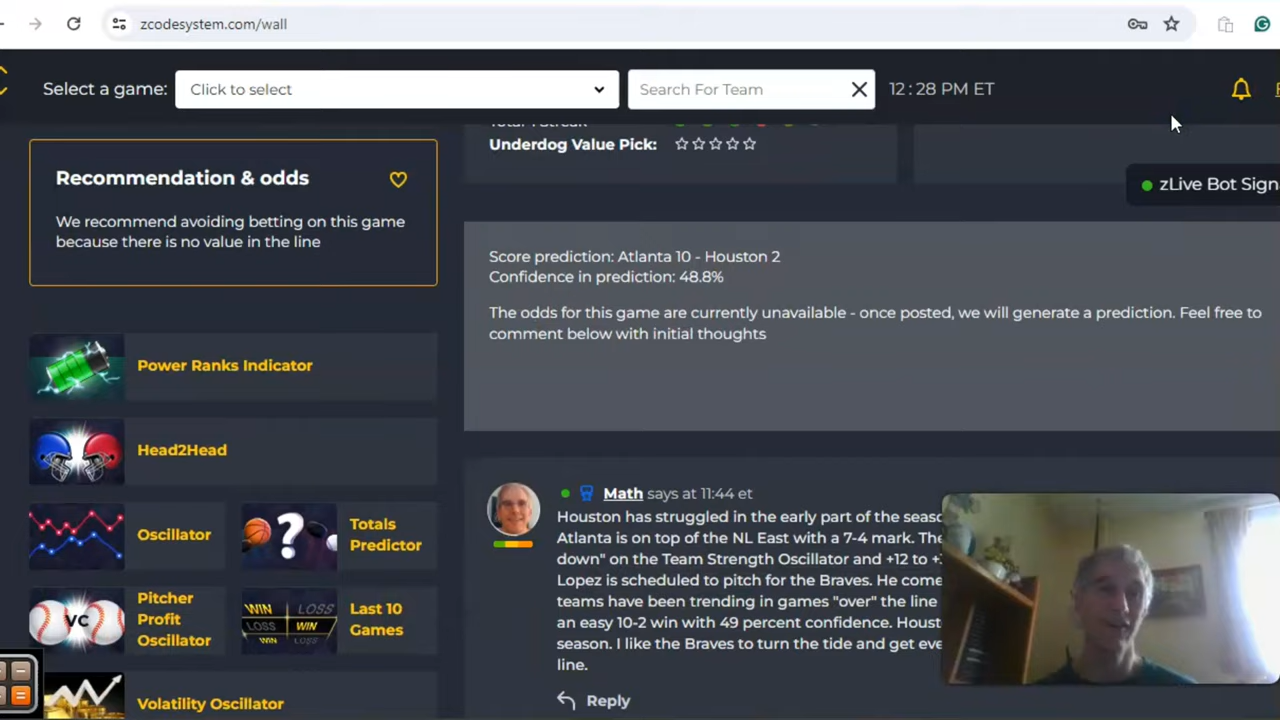 zcodesystem.com/wall
Select a game:
Click to select
Search For Team
12 : 28 PM ET
Recommendation & odds
We recommend avoiding betting on this game
because there is no value in the line
Power Ranks Indicator
Head2Head
Oscillator
?
Totals
Predictor
VC
Pitcher
Profit
Oscillator
WIN LOSS
LOSS WIN
WIN LOSS
Last 10
Games
Volatility Oscillator
Underdog Value Pick:
zLive Bot Sign
Score prediction: Atlanta 10 - Houston 2
Confidence in prediction: 48.8%
The odds for this game are currently unavailable - once posted, we will generate a prediction. Feel free to
comment below with initial thoughts
Math says at 11:44 et
Houston has struggled in the early part of the seas
Atlanta is on top of the NL East with a 7-4 mark. The
down" on the Team Strength Oscillator and +12 to +
Lopez is scheduled to pitch for the Braves. He come
teams have been trending in games "over" the line
an easy 10-2 win with 49 percent confidence. Houst
season. I like the Braves to turn the tide and get eve
line.
Reply